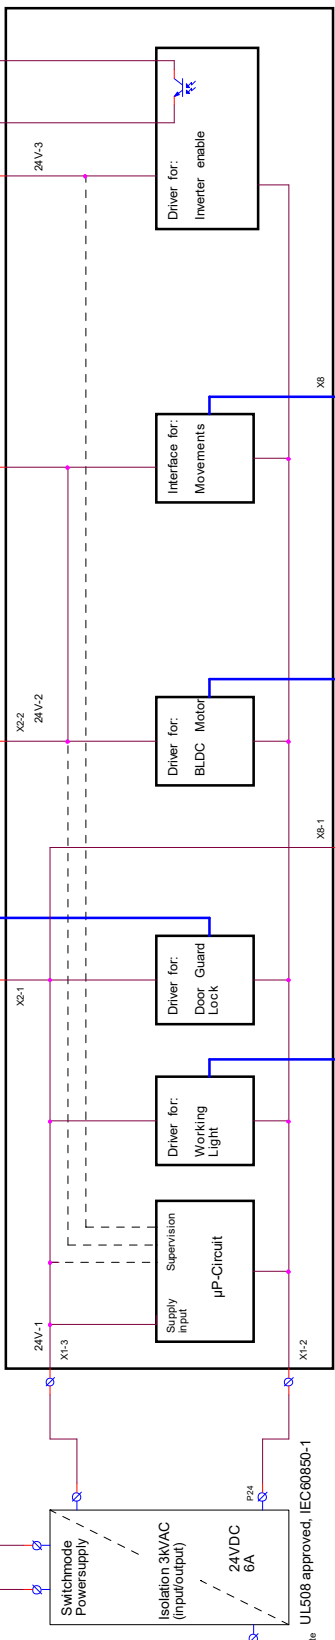 24V-3
Driver for:
Inverter enable
Interface for:
Movements
X8
X2-2
24V-2
Driver for:
BLDC Motor
X8-1
X2-1
Driver for:
Door Guard
Lock
Driver for:
Working
Light
Supervision
Supply
input
µP-Circuit
24V-1
X1-3
X1-2
P24
Switchmode
Powersupply
Isolation 3kVAC
(input/output)
24VDC
6A
UL508 approved, IEC60850-1